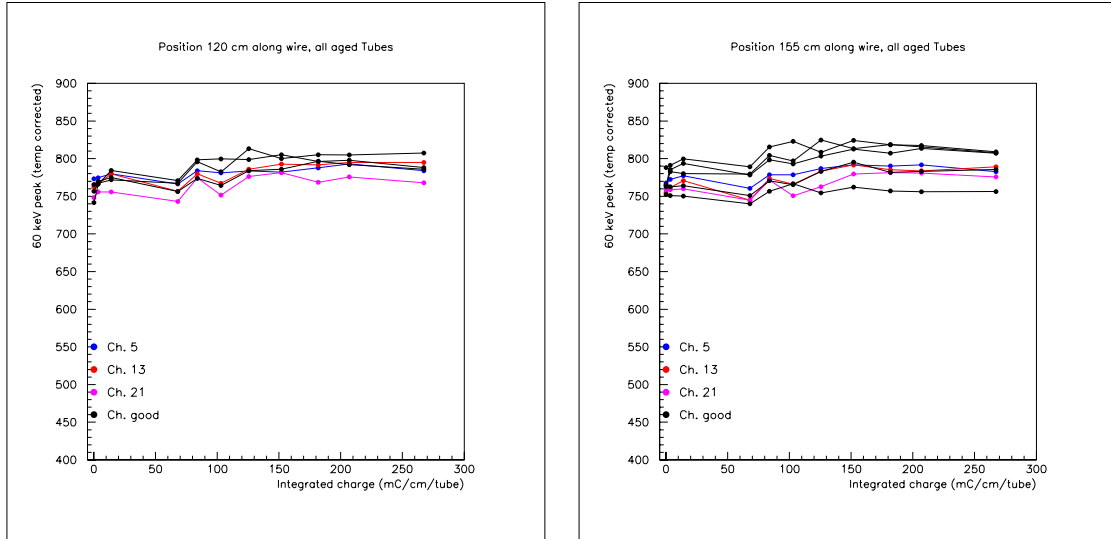 Position 120 cm along wire, all aged Tubes
60 keV peak (temp corrected)
900
850
800
750
700
650
600
550
500
450
400
Ch. 5
Ch. 13
Ch. 21
Ch. good
0 50 100 150 200 250 300
Integrated charge (mC/cm/tube)
Position 155 cm along wire, all aged Tubes
60 keV peak (temp corrected)
900
850
800
750
700
650
600
550
500
450
400
Ch. 5
Ch. 13
Ch. 21
Ch. good
0 50 100 150 200 250 300
Integrated charge (mC/cm/tube)